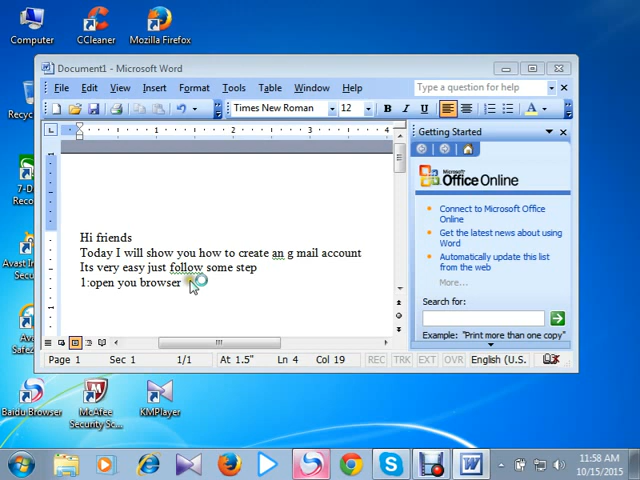 Computer
CCleaner
Mozilla Firefox
Document1 - Microsoft Word
File Edit View Insert Format Tools Table Window Help
Type a question for help
Times New Roman
12
B I U
Getting Started
Microsoft
Office Online
Connect to Microsoft Office Online
Get the latest news about using Word
Automatically update this list from the web
More...
Search for:
Example: "Print more than one copy"
Hi friends
Today I will show you how to create an g mail account
Its very easy just follow some step
1:open you browser
Page 1 Sec 1 1/1 At 1.5" Ln 4 Col 19 REC TRK EXT OVR English (U.S.
Baidu Browser
McAfee Security Sc...
KMPlayer
11:58 AM
10/15/2015